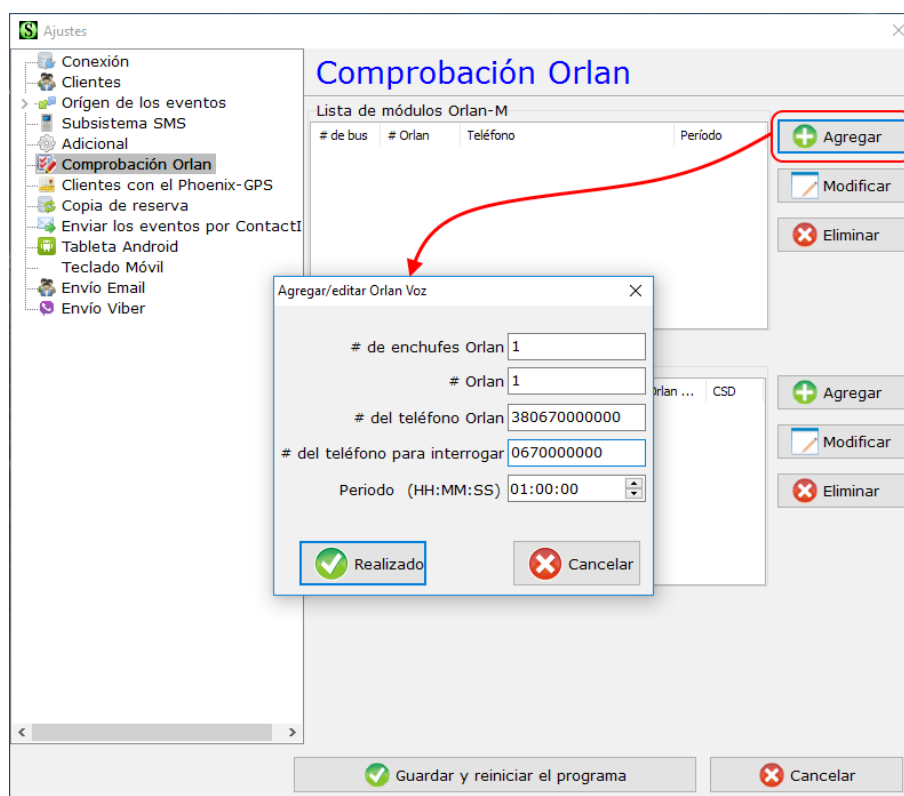 Ajustes
Conexión
Clientes
Orígen de los eventos
Subsistema SMS
Adicional
Comprobación Orlan
Clientes con el Phoenix-GPS
Copia de reserva
Enviar los eventos por ContactI
Tableta Android
Teclado Móvil
Envío Email
Envío Viber
Comprobación Orlan
Lista de módulos Orlan-M
# de bus # Orlan Teléfono Período
Agregar
Modificar
Eliminar
Agregar/editar Orlan Voz
# de enchufes Orlan 1
# Orlan 1
# del teléfono Orlan 380670000000
# del teléfono para interrogar 0670000000
Periodo (HH:MM:SS) 01:00:00
Realizado Cancelar
Orlan ... CSD
Agregar
Modificar
Eliminar
Guardar y reiniciar el programa Cancelar